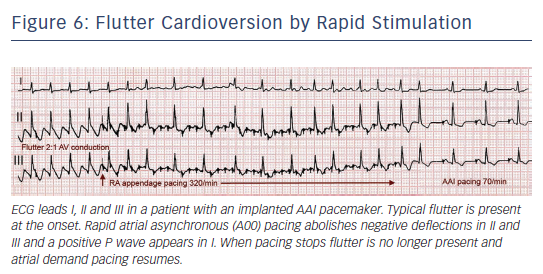 Figure 6: Flutter Cardioversion by Rapid Stimulation
I
II
Flutter 2:1 AV conduction
III
RA appendage pacing 320/min
AAI pacing 70/min
ECG leads I, II and III in a patient with an implanted AAI pacemaker. Typical flutter is present
at the onset. Rapid atrial asynchronous (A00) pacing abolishes negative deflections in II and
III and a positive P wave appears in I. When pacing stops flutter is no longer present and
atrial demand pacing resumes.